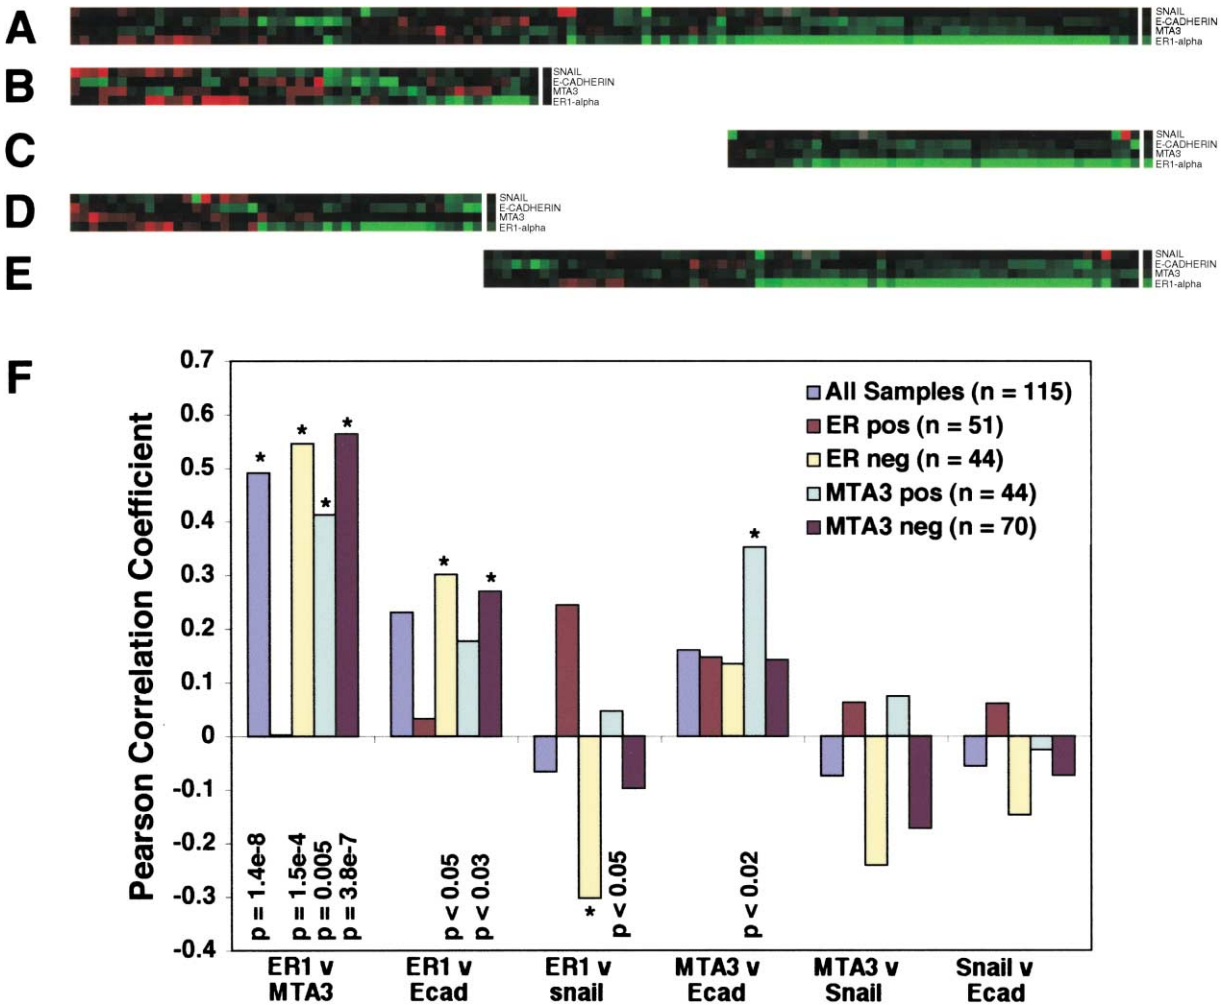 A
SNAIL
E-CADHERIN
MTA3
ER1-alpha
B
SNAIL
E-CADHERIN
MTA3
ER1-alpha
C
SNAIL
E-CADHERIN
MTA3
ER1-alpha
D
SNAIL
E-CADHERIN
MTA3
ER1-alpha
E
SNAIL
E-CADHERIN
MTA3
ER1-alpha
F
Pearson Correlation Coefficient
0.7
0.6
0.5
0.4
0.3
0.2
0.1
0
-0.1
-0.2
-0.3
-0.4
All Samples (n = 115)
ER pos (n = 51)
ER neg (n = 44)
MTA3 pos (n = 44)
MTA3 neg (n = 70)
*
*
*
*
*
*
*
*
p = 1.4e-8
p = 1.5e-4
p = 0.005
p = 3.8e-7
p < 0.05
p < 0.03
p < 0.05
p < 0.02
ER1 v
MTA3
ER1 v
Ecad
ER1 v
snail
MTA3 v
Ecad
MTA3 v
Snail
Snail v
Ecad